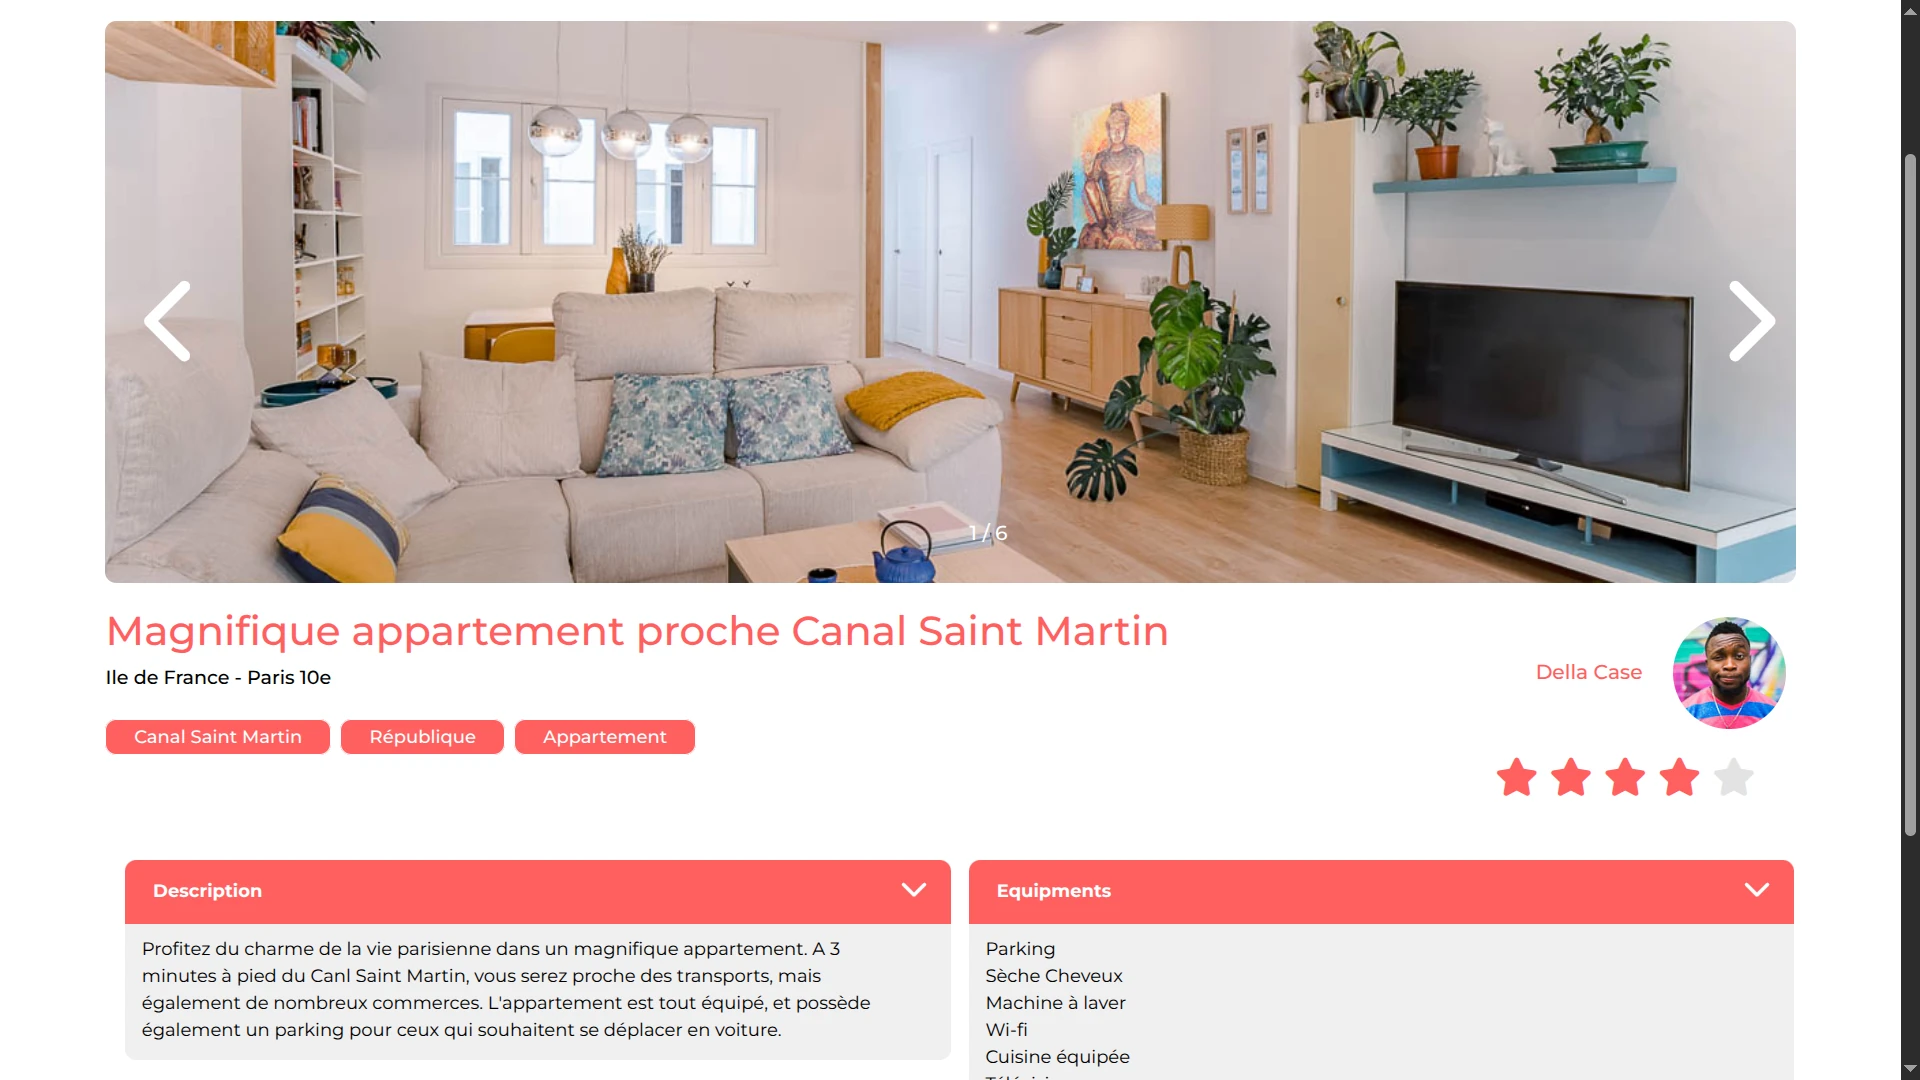 1 / 6
Magnifique appartement proche Canal Saint Martin
Ile de France - Paris 10e
Della Case
Canal Saint Martin
République
Appartement
Description
Profitez du charme de la vie parisienne dans un magnifique appartement. A 3
minutes à pied du Canl Saint Martin, vous serez proche des transports, mais
également de nombreux commerces. L'appartement est tout équipé, et possède
également un parking pour ceux qui souhaitent se déplacer en voiture.
Equipments
Parking
Sèche Cheveux
Machine à laver
Wi-fi
Cuisine équipée